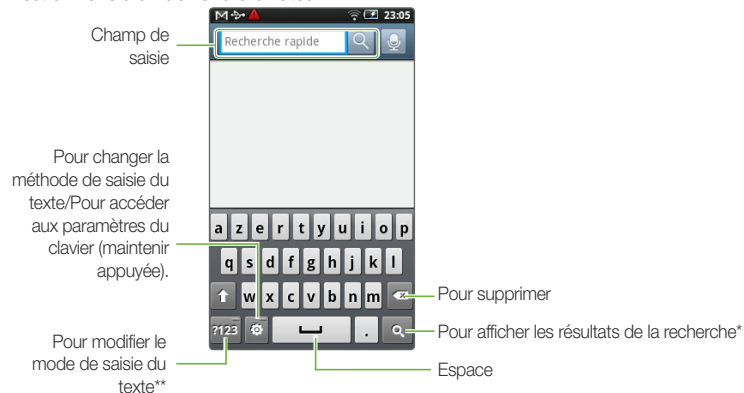 23:05
Recherche rapide
Champ de
saisie
Pour changer la
méthode de saisie du
texte/Pour accéder
aux paramètres du
clavier (maintenir
appuyée).
a z e r t y u i o p
q s d f g h j k l
w x c v b n m
?123 .
Pour supprimer
Pour afficher les résultats de la recherche*
Espace
Pour modifier le
mode de saisie du
texte**